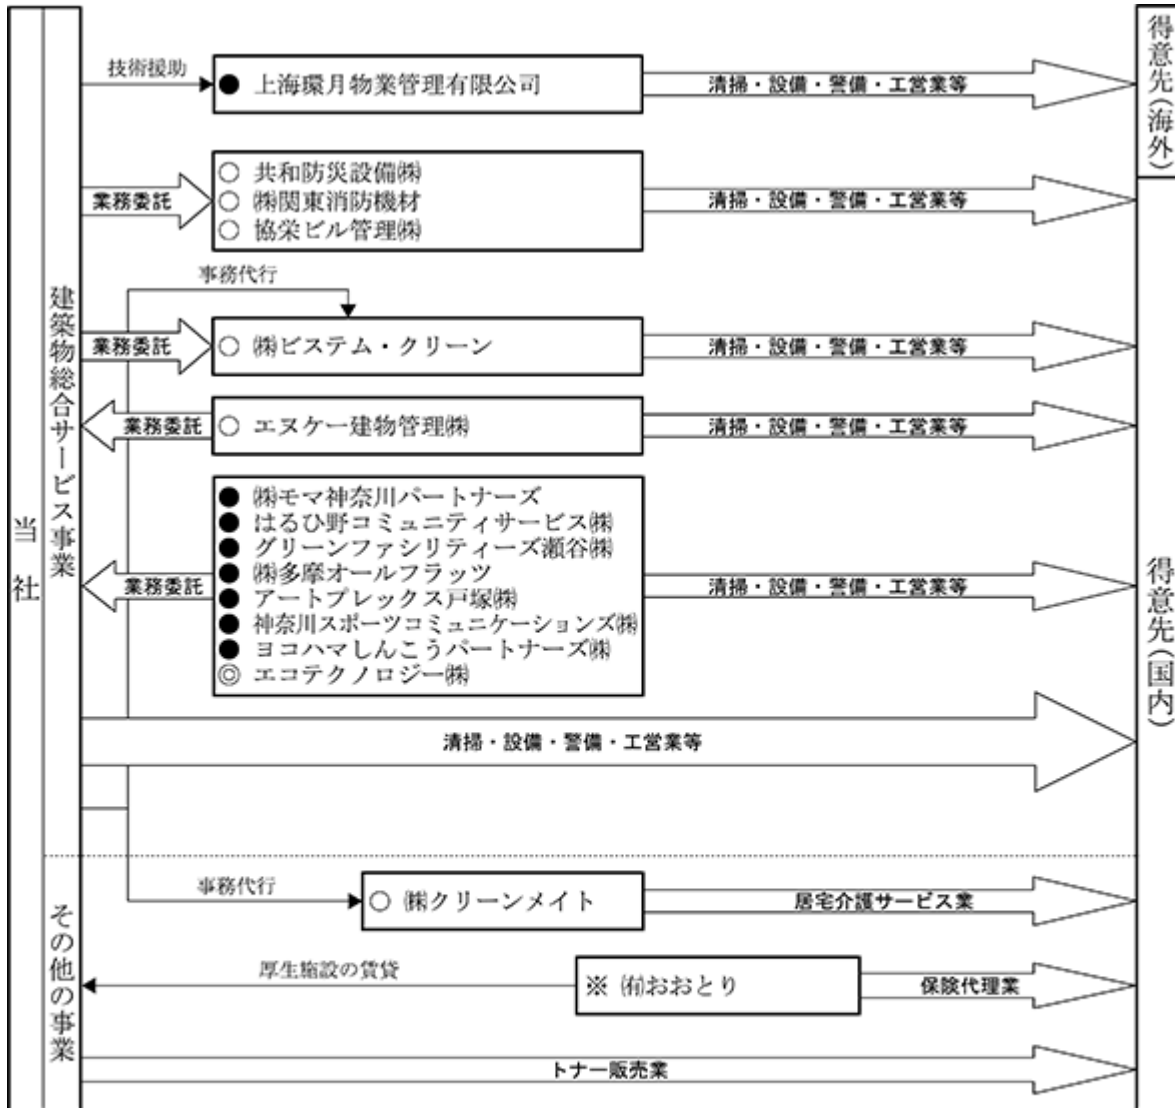 当社
建築物総合サービス事業
その他の事業
得意先(海外)
得意先(国内)
技術援助
● 上海環月物業管理有限公司
清掃・設備・警備・工営業等
業務委託
○ 共和防災設備㈱
○ ㈱関東消防機材
○ 協栄ビル管理㈱
清掃・設備・警備・工営業等
事務代行
業務委託
○ ㈱ビステム・クリーン
清掃・設備・警備・工営業等
業務委託
○ エヌケー建物管理㈱
清掃・設備・警備・工営業等
業務委託
● ㈱モマ神奈川パートナーズ
● はるひ野コミュニティサービス㈱
● グリーンファシリティーズ瀬谷㈱
● ㈱多摩オールフラッツ
● アートプレックス戸塚㈱
● 神奈川スポーツコミュニケーションズ㈱
● ヨコハマしんこうパートナーズ㈱
◎ エコテクノロジー㈱
清掃・設備・警備・工営業等
清掃・設備・警備・工営業等
事務代行
○ ㈱クリーンメイト
居宅介護サービス業
厚生施設の賃貸
※ ㈲おおとり
保険代理業
トナー販売業